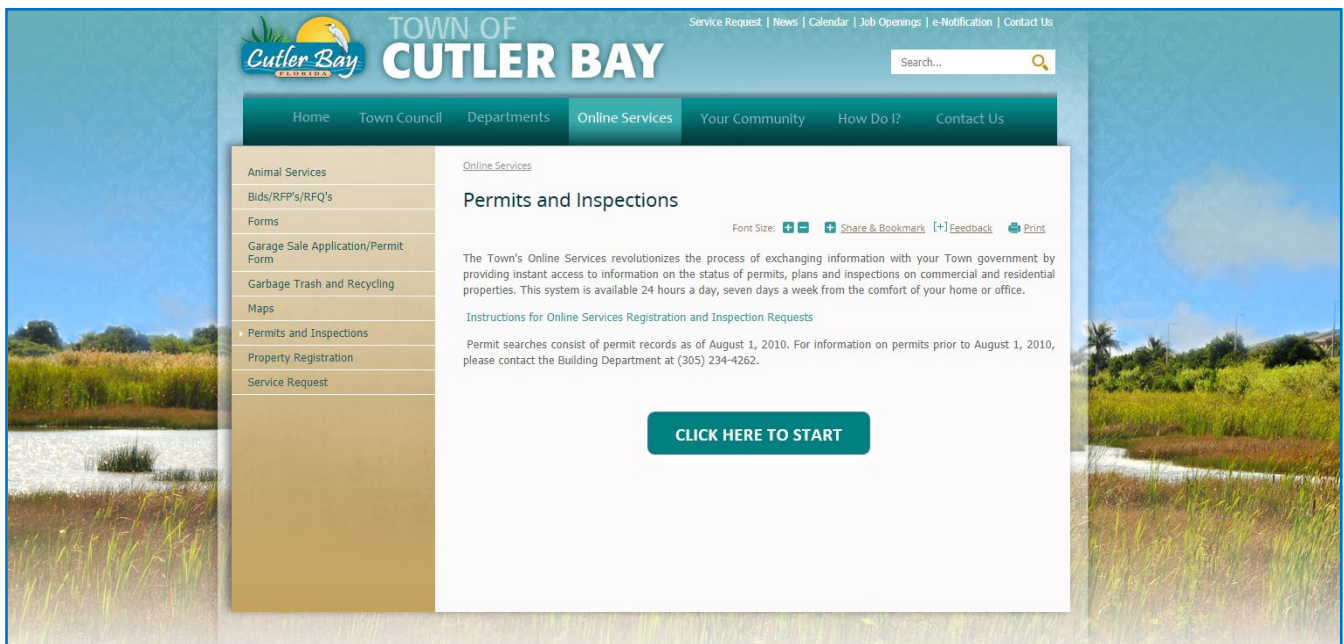 Cutler Bay
FLORIDA
TOWN OF
CUTLER BAY
Service Request | News | Calendar | Job Openings | e-Notification | Contact Us
Search...
Home Town Council Departments Online Services Your Community How Do I? Contact Us
Animal Services
Bids/RFP's/RFQ's
Forms
Garage Sale Application/Permit
Form
Garbage Trash and Recycling
Maps
Permits and Inspections
Property Registration
Service Request
Online Services
Permits and Inspections
Font Size: + - + Share & Bookmark [+] Feedback Print
The Town's Online Services revolutionizes the process of exchanging information with your Town government by
providing instant access to information on the status of permits, plans and inspections on commercial and residential
properties. This system is available 24 hours a day, seven days a week from the comfort of your home or office.
Instructions for Online Services Registration and Inspection Requests
Permit searches consist of permit records as of August 1, 2010. For information on permits prior to August 1, 2010,
please contact the Building Department at (305) 234-4262.
CLICK HERE TO START